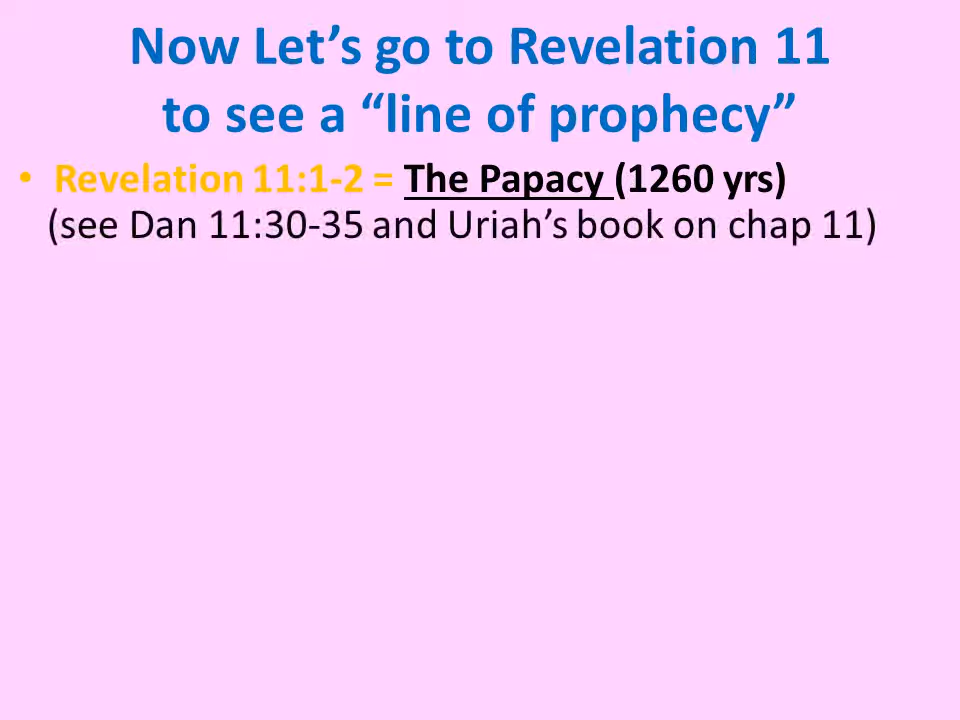 Now Let’s go to Revelation 11
to see a “line of prophecy”
• Revelation 11:1-2 = The Papacy (1260 yrs)
(see Dan 11:30-35 and Uriah’s book on chap 11)